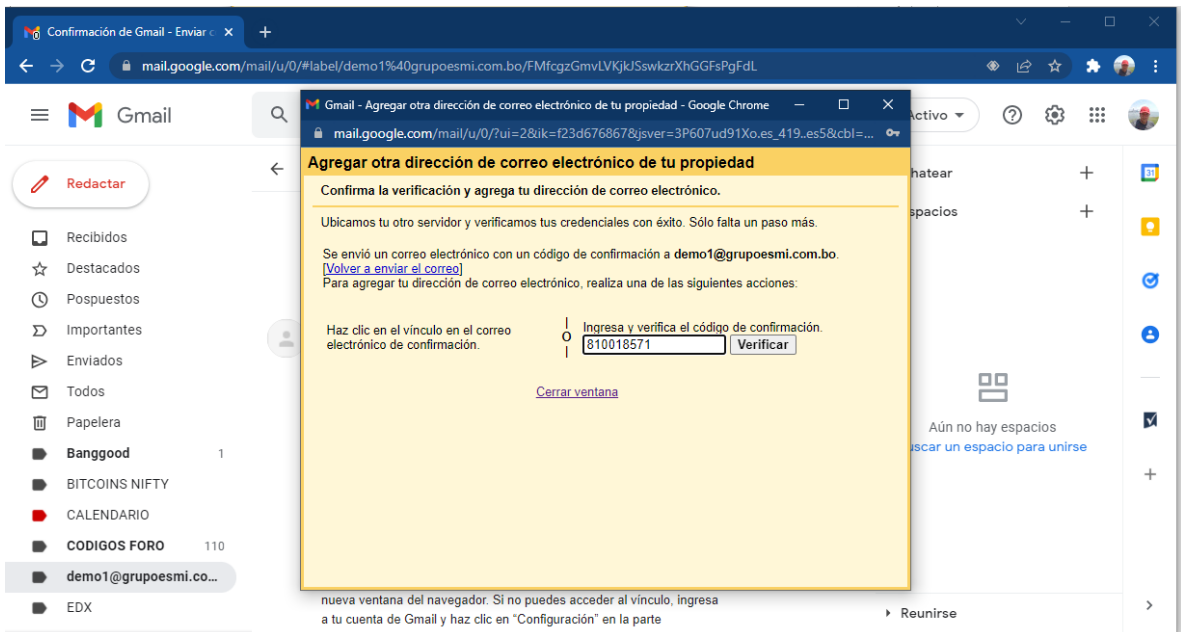 Confirmación de Gmail - Enviar c
mail.google.com/mail/u/0/#label/demo1%40grupoesmi.com.bo/FMfcgzGmvLVKjkJSswkzrXhGGFsPgFdL
Gmail
Activo
Redactar
Recibidos
Destacados
Pospuestos
Importantes
Enviados
Todos
Papelera
Banggood 1
BITCOINS NIFTY
CALENDARIO
CODIGOS FORO 110
demo1@grupoesmi.co...
EDX
Gmail - Agregar otra dirección de correo electrónico de tu propiedad - Google Chrome
mail.google.com/mail/u/0/?ui=2&ik=f23d676867&jsver=3P607ud91Xo.es_419..es5&cbl=...
Agregar otra dirección de correo electrónico de tu propiedad
Confirma la verificación y agrega tu dirección de correo electrónico.
Ubicamos tu otro servidor y verificamos tus credenciales con éxito. Sólo falta un paso más.
Se envió un correo electrónico con un código de confirmación a demo1@grupoesmi.com.bo.
[Volver a enviar el correo]
Para agregar tu dirección de correo electrónico, realiza una de las siguientes acciones:
Haz clic en el vínculo en el correo
electrónico de confirmación.
O
Ingresa y verifica el código de confirmación.
810018571 Verificar
Cerrar ventana
nueva ventana del navegador. Si no puedes acceder al vínculo, ingresa
a tu cuenta de Gmail y haz clic en “Configuración” en la parte
hatear
spacios
Aún no hay espacios
uscar un espacio para unirse
Reunirse
31